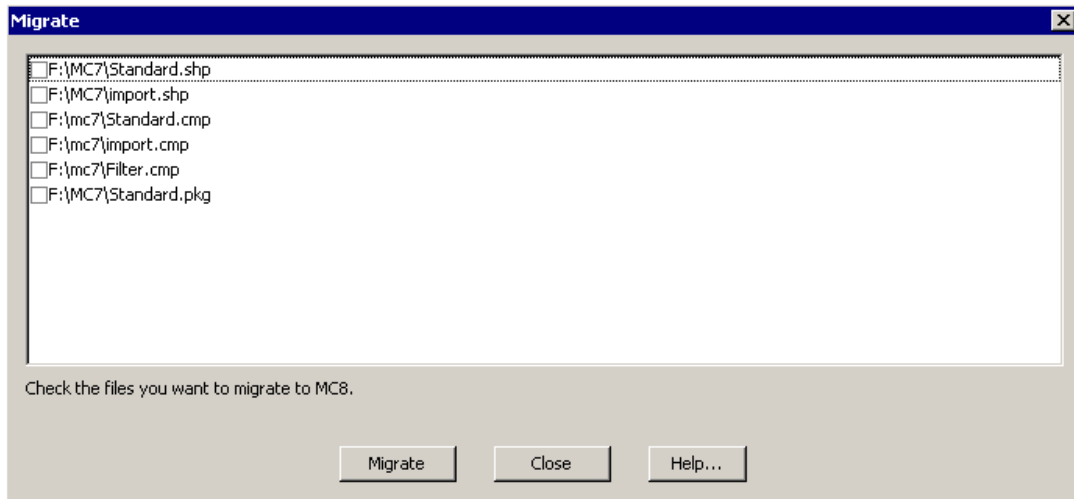 Migrate
F:\MC7\Standard.shp
F:\MC7\import.shp
F:\mc7\Standard.cmp
F:\mc7\import.cmp
F:\mc7\Filter.cmp
F:\MC7\Standard.pkg
Check the files you want to migrate to MC8.
Migrate Close Help...